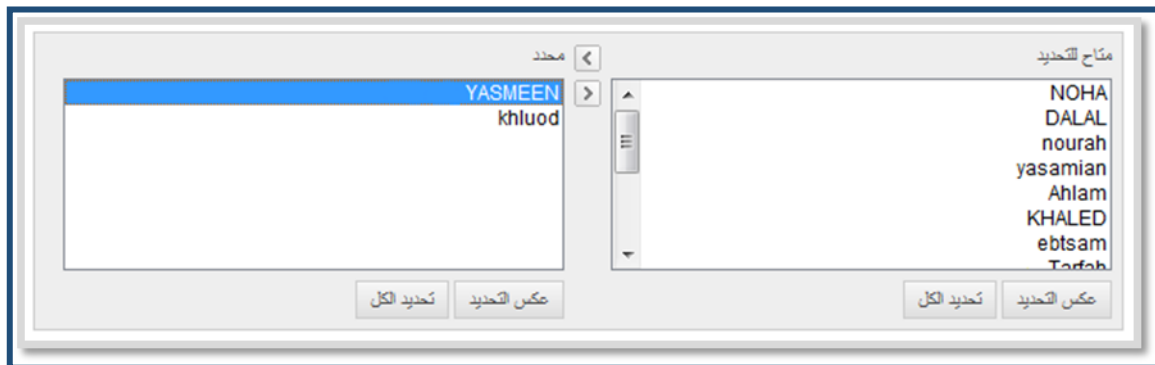 متاح للتحديد
NOHA
DALAL
nourah
yasamian
Ahlam
KHALED
ebtsam
Tarfah
عكس التحديد
تحديد الكل
محدد
YASMEEN
khluod
عكس التحديد
تحديد الكل